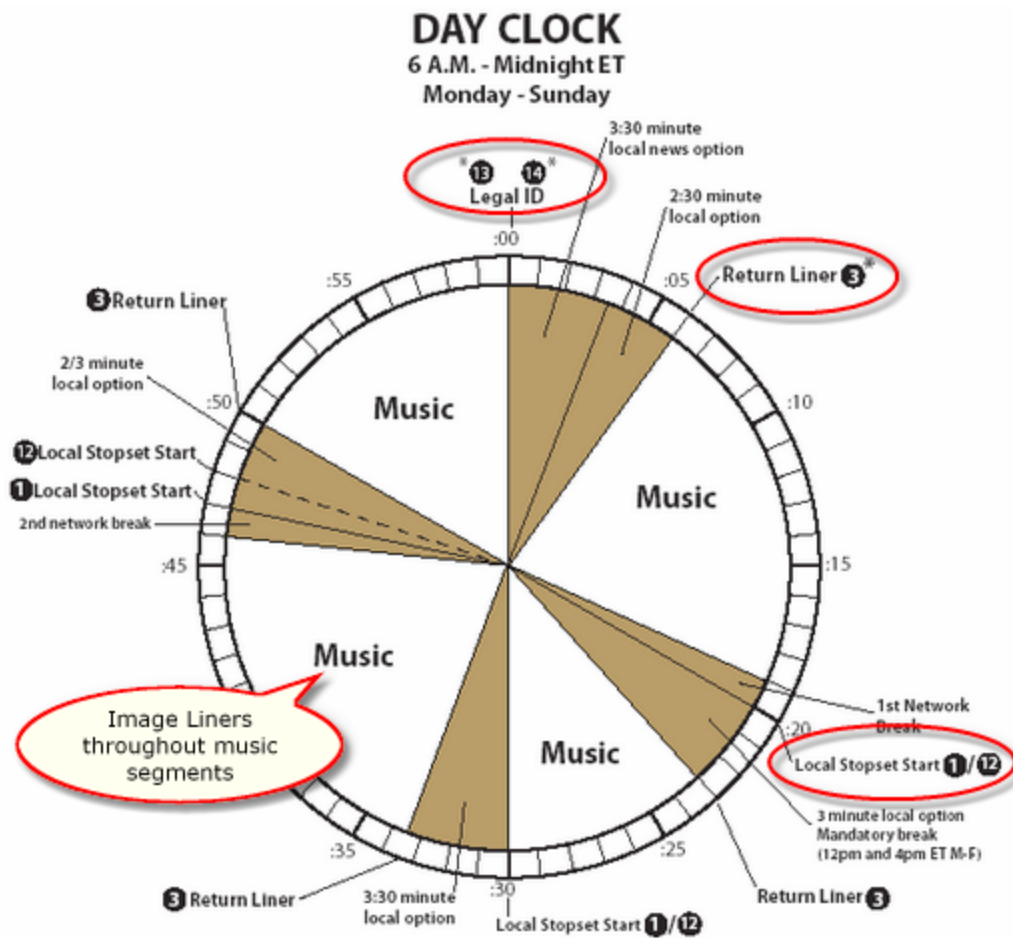 DAY CLOCK
6 A.M. - Midnight ET
Monday - Sunday
3:30 minute
local news option
*13 14*
Legal ID
2:30 minute
local option
:00
:55
:05
Return Liner 3*
3 Return Liner
2/3 minute
local option
:50
:10
Music
12 Local Stopset Start
1 Local Stopset Start
2nd network break
Music
:45
:15
Music
Image Liners
throughout music
segments
Music
1st Network
Break
:20
Local Stopset Start 1/12
3 minute local option
Mandatory break
(12pm and 4pm ET M-F)
:35
:25
:30
3 Return Liner
3:30 minute
local option
Return Liner 3
Local Stopset Start 1/12